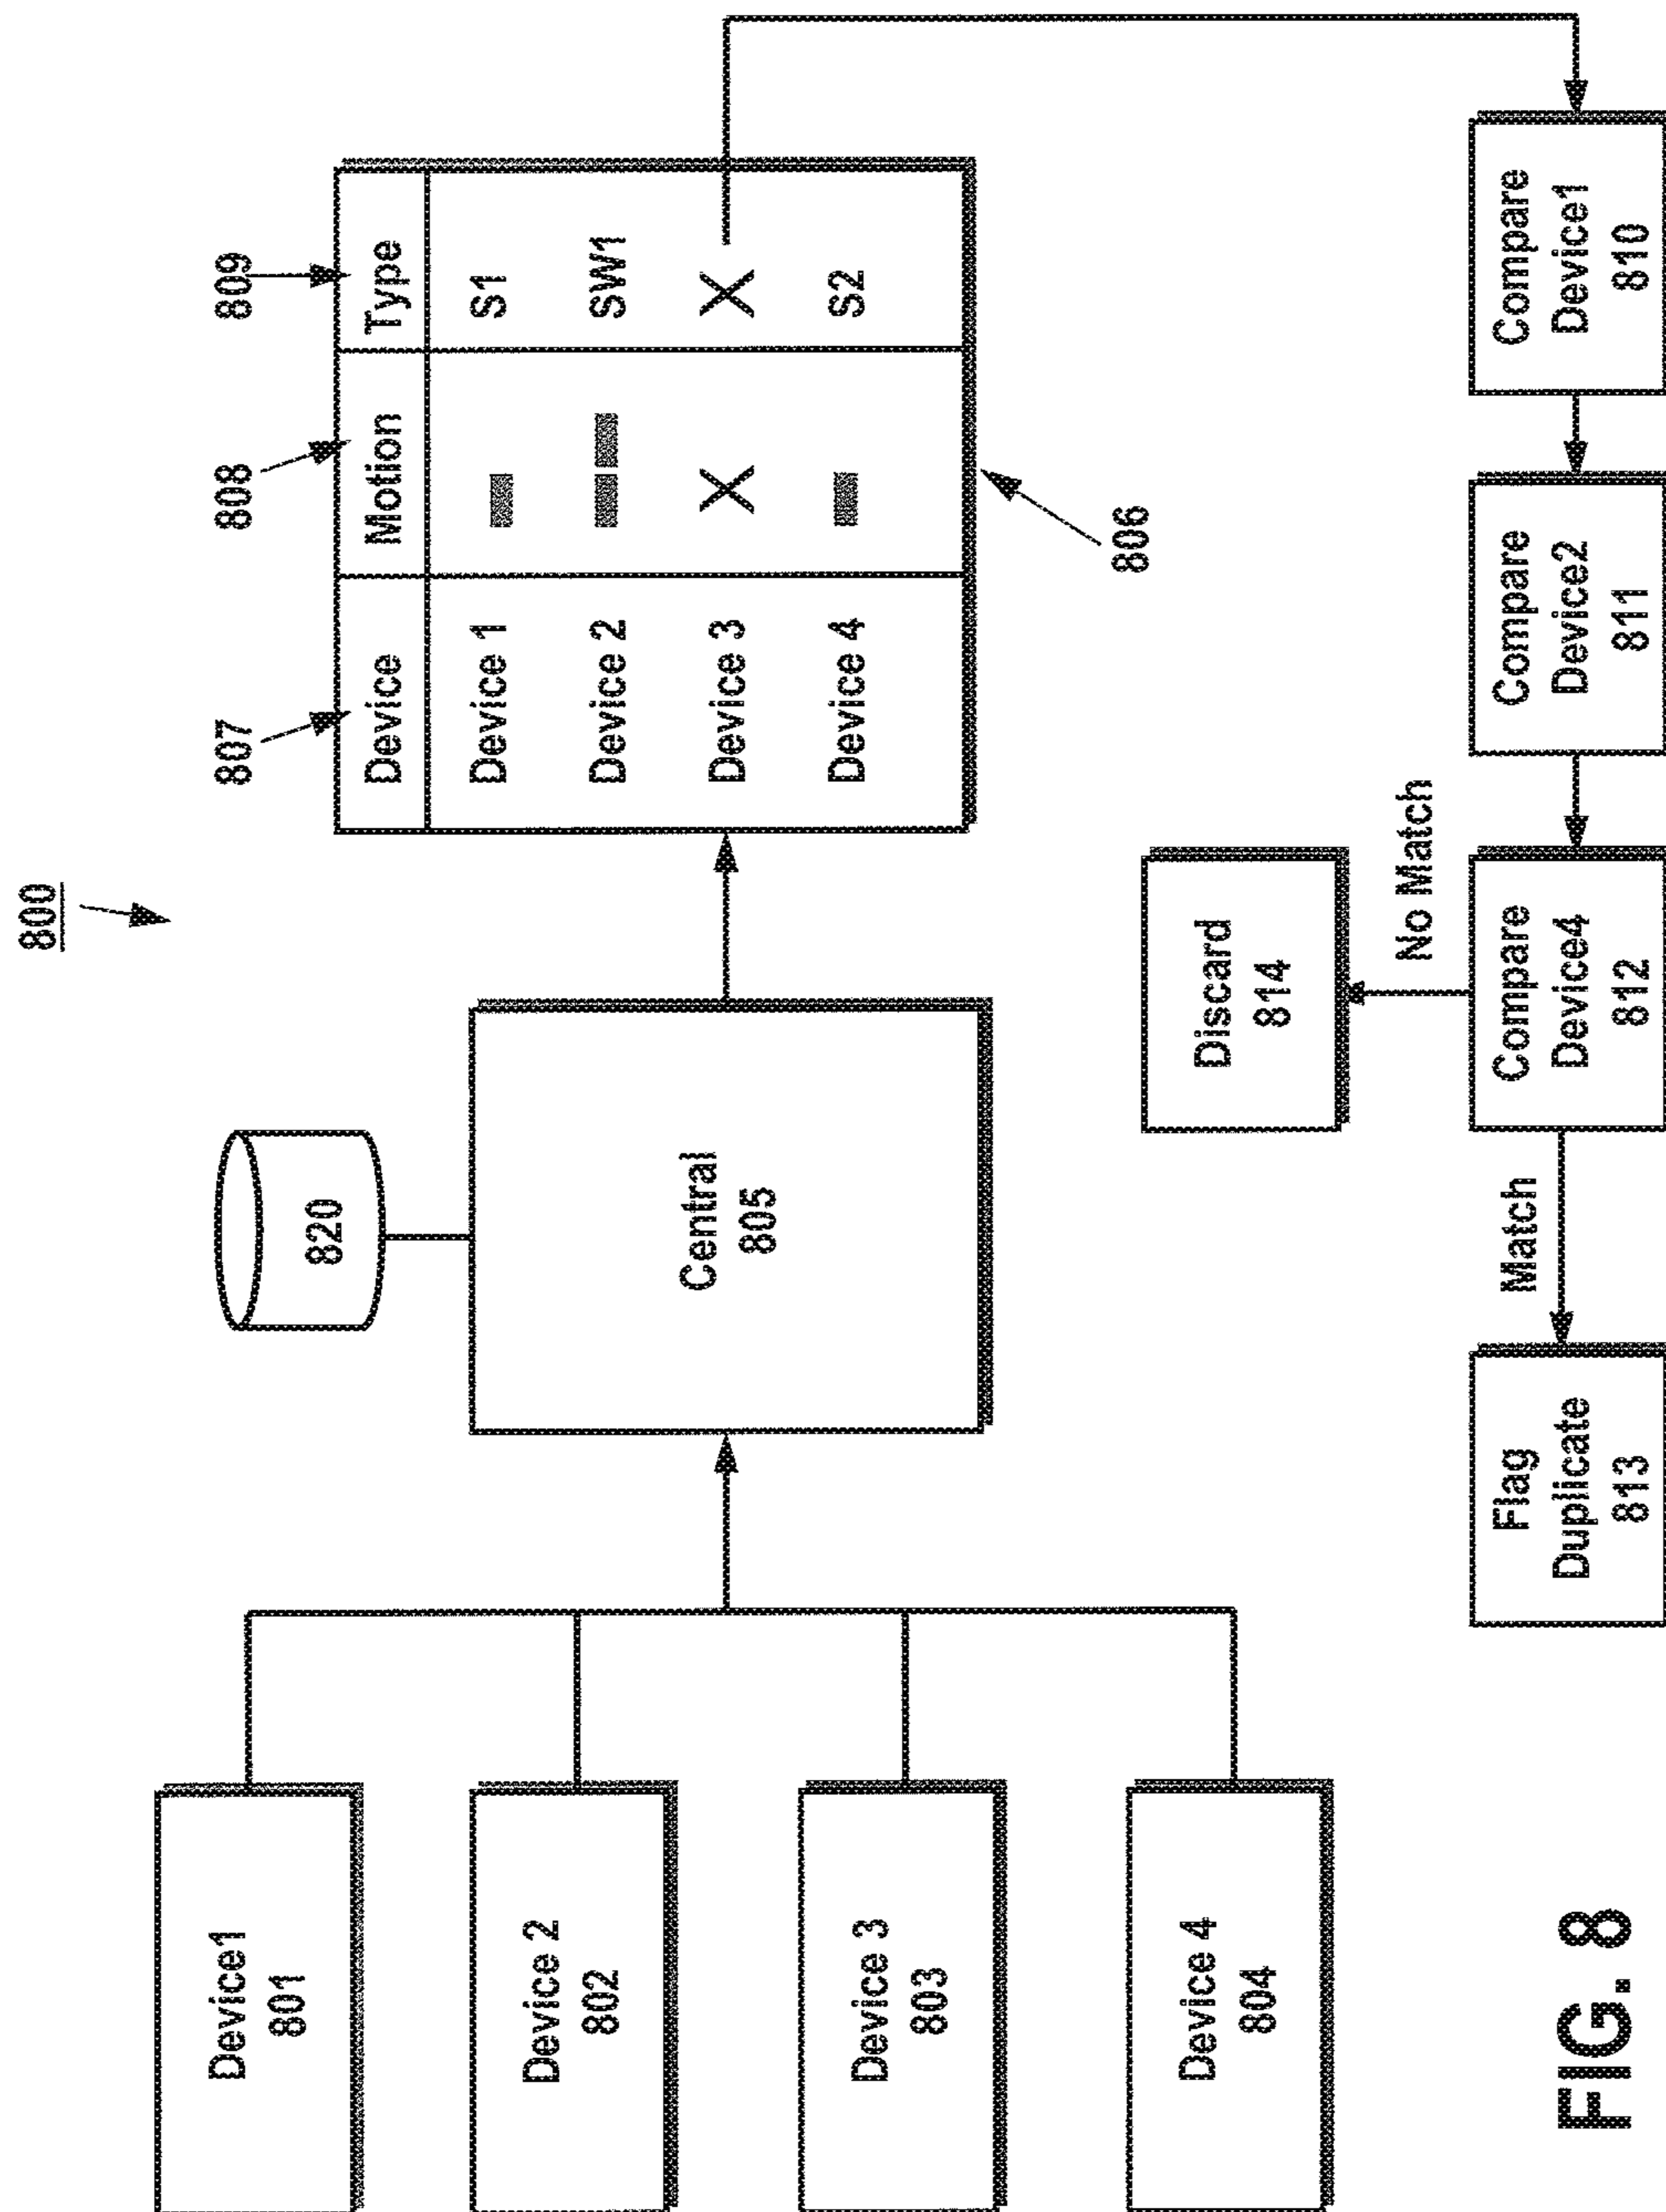 800
Device1
801
Device 2
802
Device 3
803
Device 4
804
820
Central
805
807
808
809
Device Motion Type
Device 1 S1
Device 2 SW1
Device 3 X X
Device 4 S2
806
Compare
Device1
810
Compare
Device2
811
Compare
Device4
812
No Match
Discard
814
Match
Flag
Duplicate
813
FIG. 8